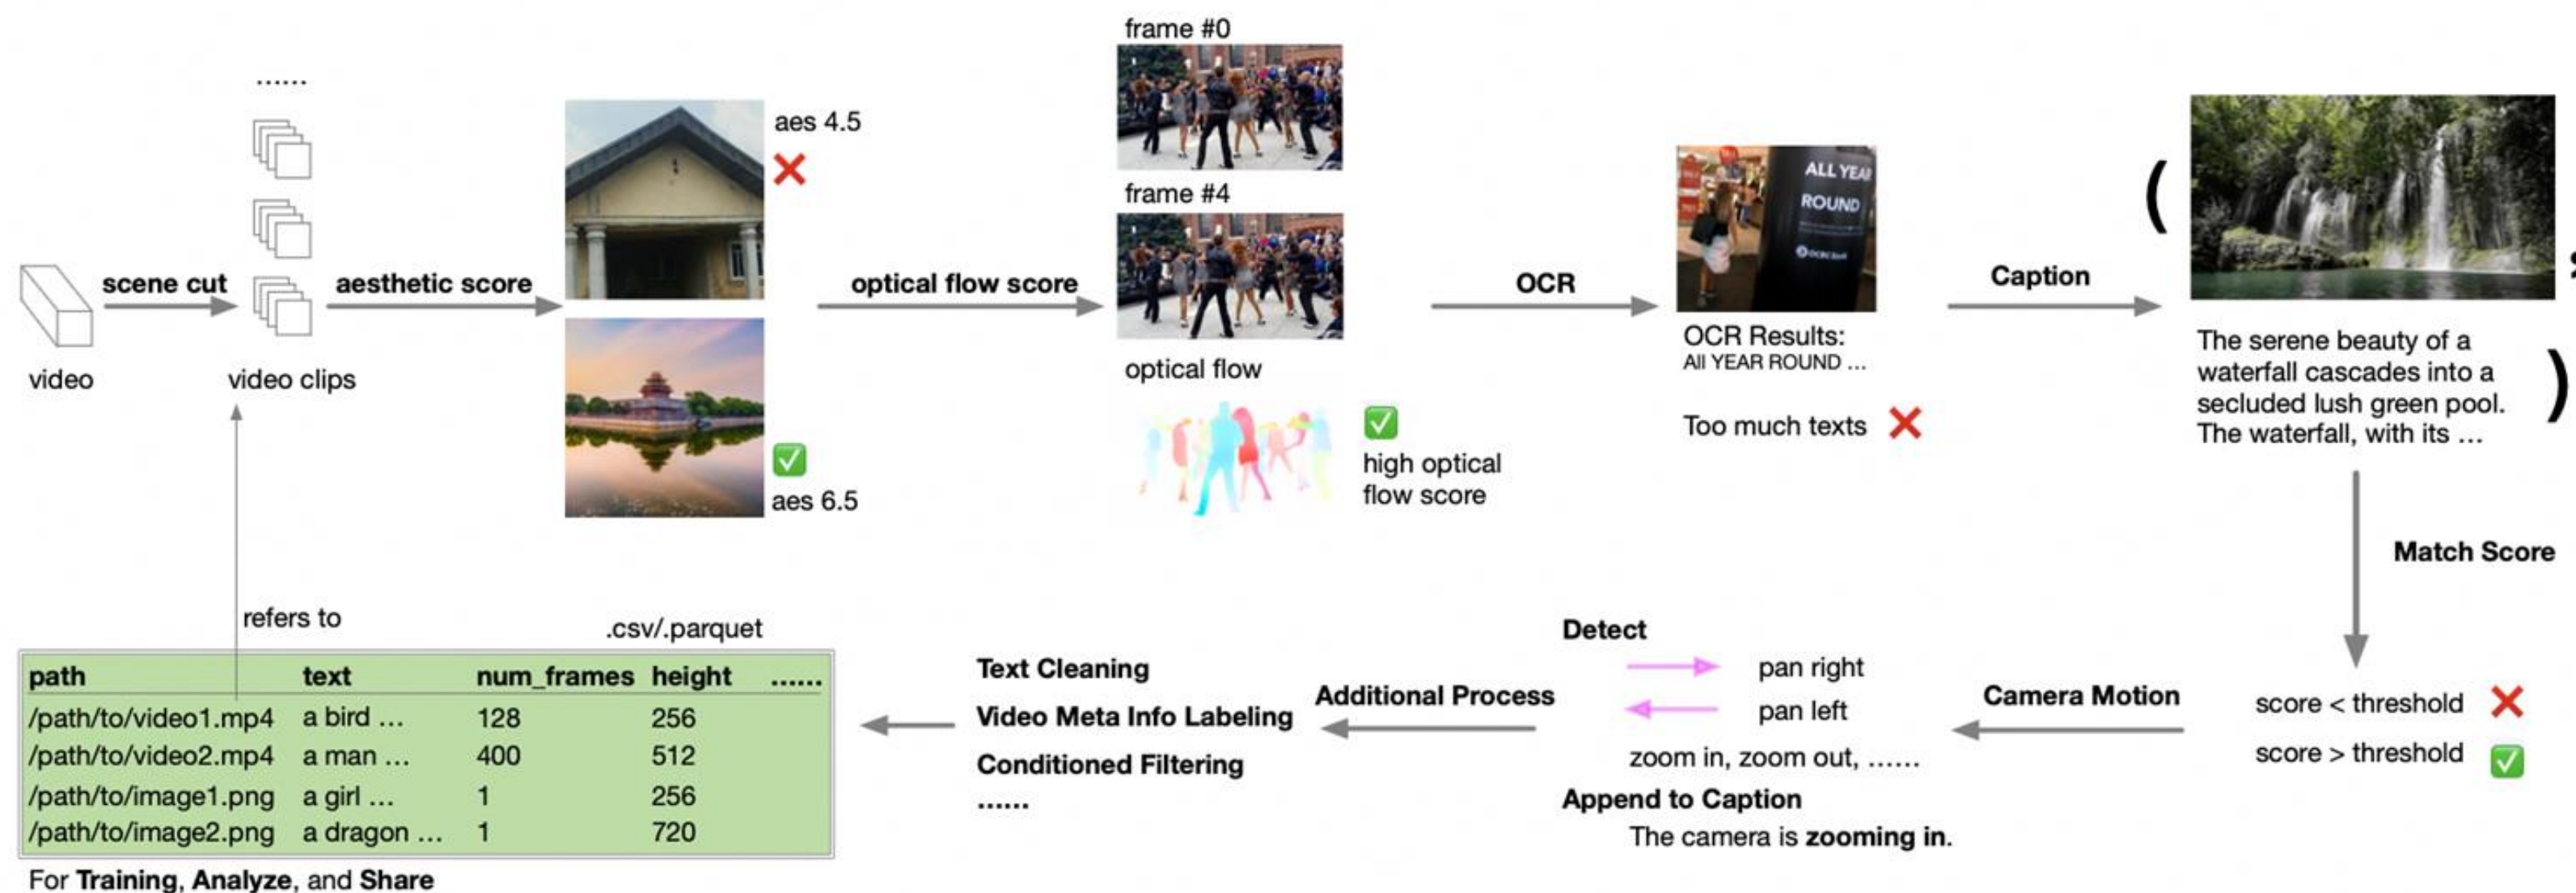 frame #0
......
aes 4.5
frame #4
ALL YEAR
ROUND
scene cut
aesthetic score
optical flow score
OCR
Caption
video
video clips
optical flow
OCR Results:
All YEAR ROUND ...
Too much texts
The serene beauty of a
waterfall cascades into a
secluded lush green pool.
The waterfall, with its ...
(
)
high optical
flow score
aes 6.5
Match Score
score < threshold
score > threshold
Camera Motion
Detect
pan right
pan left
zoom in, zoom out, ......
Append to Caption
The camera is zooming in.
Additional Process
Text Cleaning
Video Meta Info Labeling
Conditioned Filtering
......
refers to
.csv/.parquet
path text num_frames height ......
/path/to/video1.mp4 a bird ... 128 256
/path/to/video2.mp4 a man ... 400 512
/path/to/image1.png a girl ... 1 256
/path/to/image2.png a dragon ... 1 720
For Training, Analyze, and Share